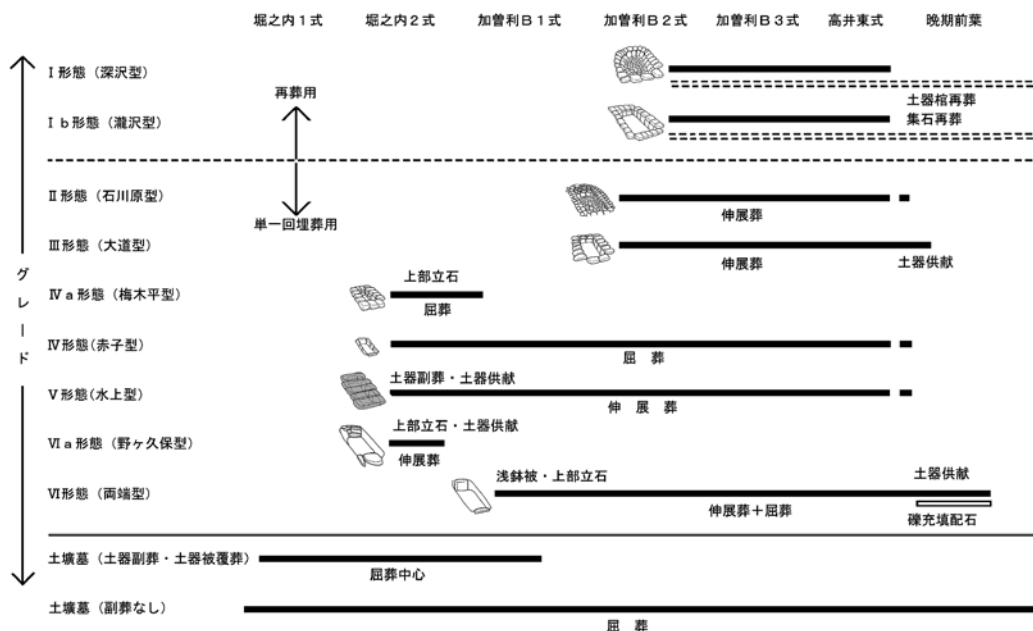 堀之内1式 堀之内2式 加曽利B1式 加曽利B2式 加曽利B3式 高井東式 晩期前葉
Ⅰ形態（深沢型）
再葬用
土器棺再葬
集石再葬
Ⅰb形態（瀧沢型）
Ⅱ形態（石川原型）
伸展葬
単一回埋葬用
Ⅲ形態（大道型）
伸展葬
土器供献
グレード
上部立石
Ⅳa形態（梅木平型）
屈葬
Ⅳ形態（赤子型）
屈 葬
土器副葬・土器供献
Ⅴ形態（水上型）
伸 展 葬
上部立石・土器供献
Ⅵa形態（野ヶ久保型）
伸展葬
浅鉢被・上部立石
土器供献
Ⅵ形態（両端型）
伸展葬＋屈葬
礫充填配石
土壙墓（土器副葬・土器被覆葬）
屈葬中心
土壙墓（副葬なし）
屈 葬